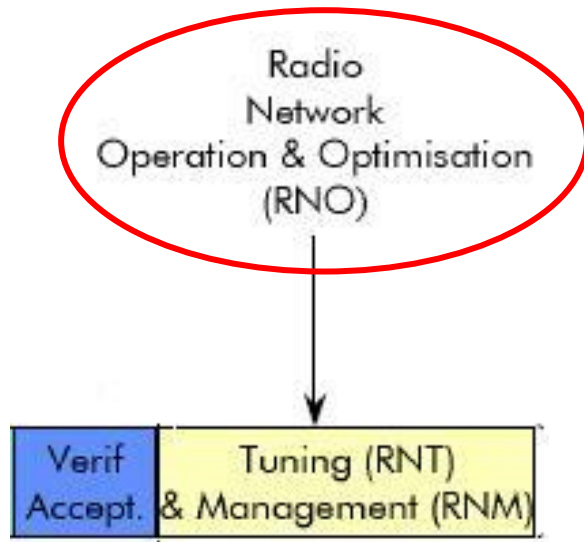 Radio
Network
Operation & Optimisation
(RNO)
Verif
Accept.
Tuning (RNT)
& Management (RNM)